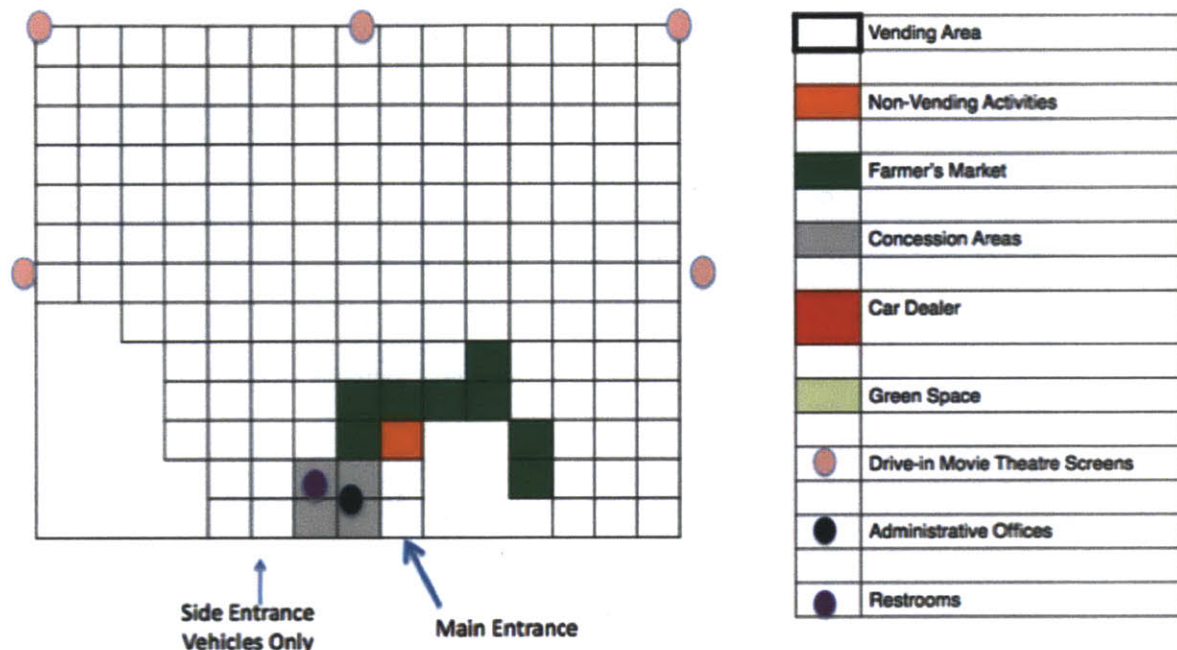 Vending Area
Non-Vending Activities
Farmer's Market
Concession Areas
Car Dealer
Green Space
Drive-in Movie Theatre Screens
Administrative Offices
Restrooms
Side Entrance
Vehicles Only
Main Entrance